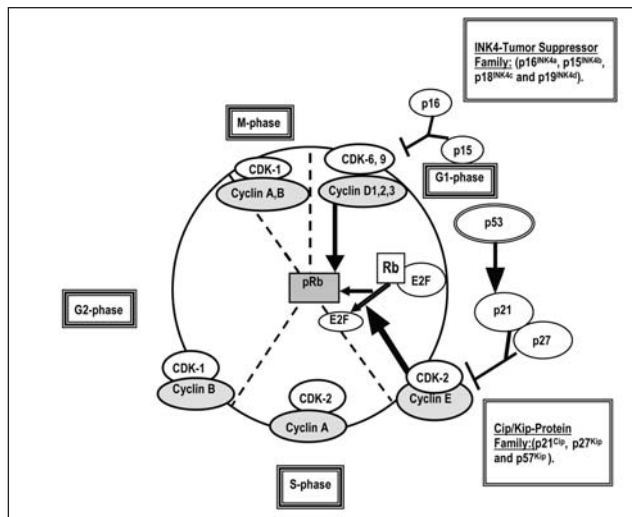 INK4-Tumor Suppressor
Family: (p16INK4a, p15INK4b,
p18INK4c and p19INK4d).
p16
p15
M-phase
CDK-6, 9
CDK-1
Cyclin A,B
Cyclin D1,2,3
G1-phase
p53
pRb
Rb
E2F
E2F
G2-phase
p21
p27
CDK-1
Cyclin B
CDK-2
Cyclin E
CDK-2
Cyclin A
Cip/Kip-Protein
Family:(p21Cip, p27Kip
and p57Kip).
S-phase